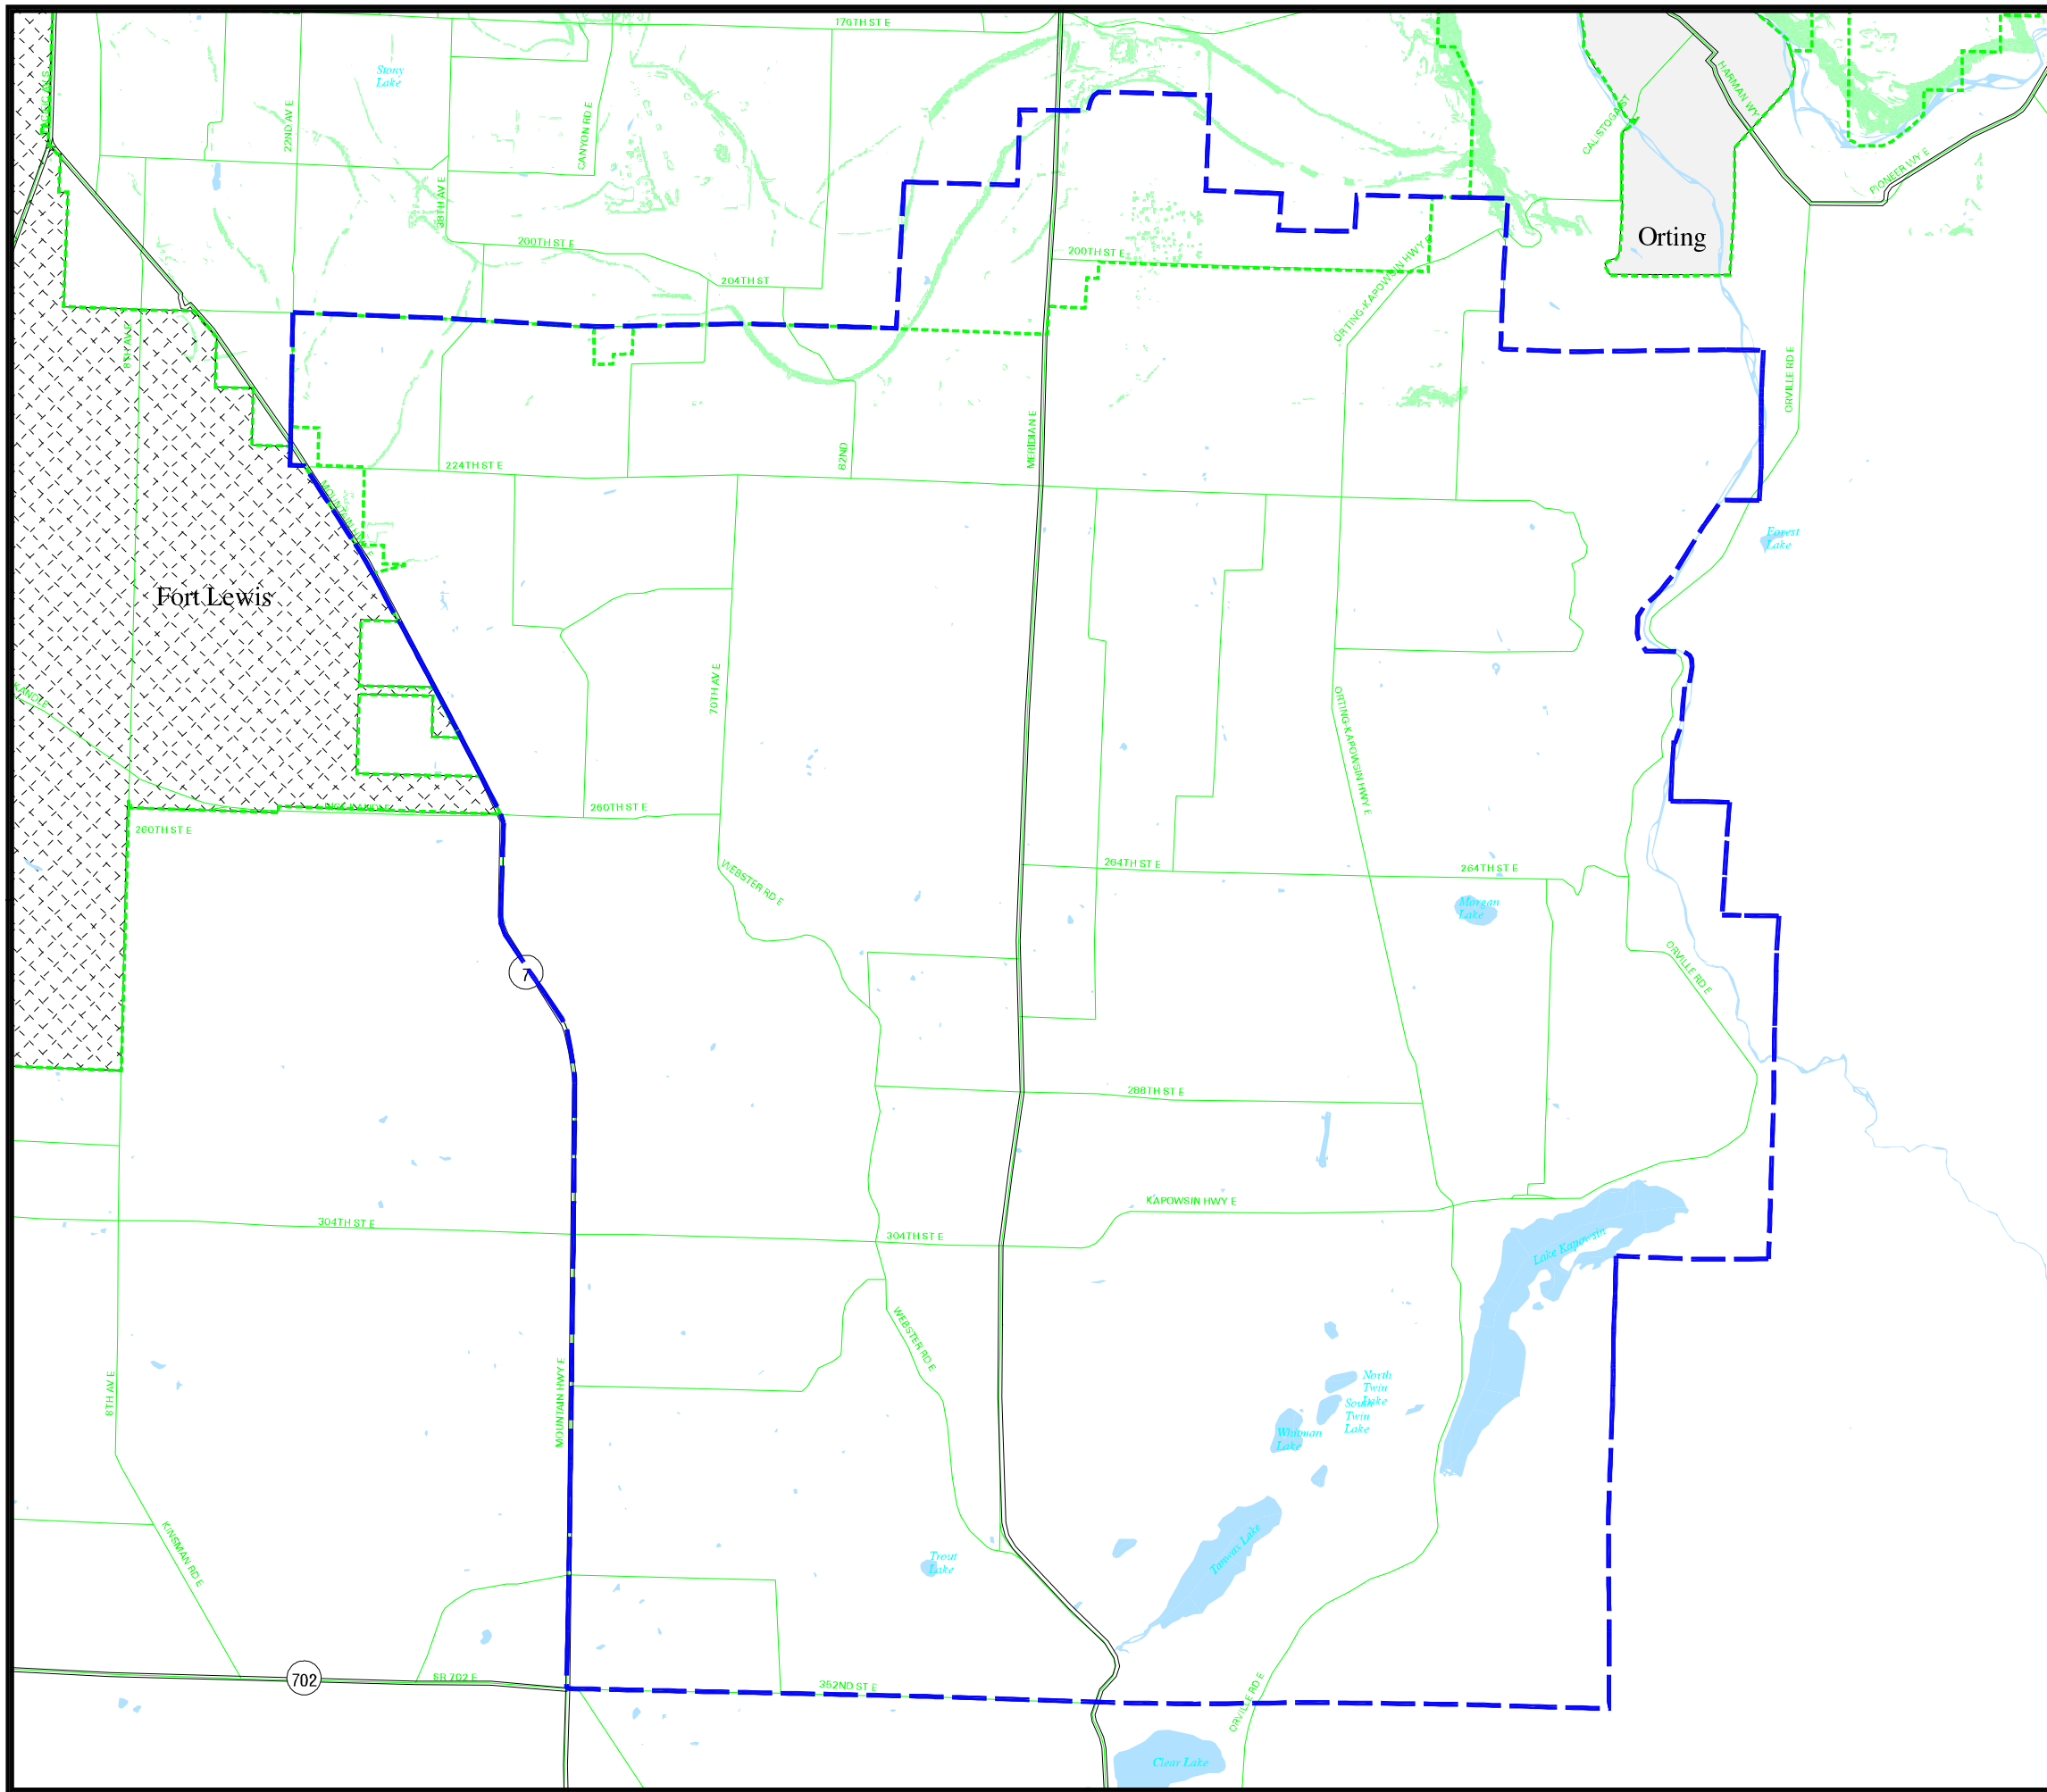 176TH ST E
Stony
Lake
22ND AV E
CANYON RD E
38TH AV E
200TH ST E
204TH ST
200TH ST E
ORTING-KAPOWSIN HWY E
CALISTOGA ST
HARMAN WY
PIONEER WY E
Orting
8TH AV E
ORVILLE RD E
MERIDIAN E
82ND
224TH ST E
Forest
Lake
Fort Lewis
KANDLE
70TH AV E
ORTING-KAPOWSIN HWY E
260TH ST E
260TH ST E
WEBSTER RD E
264TH ST E
264TH ST E
Morgan
Lake
ORVILLE RD E
7
288TH ST E
KAPOWSIN HWY E
304TH ST E
304TH ST E
Lake Kapowsin
WEBSTER RD E
8TH AV E
MOUNTAIN HWY E
North
Twin
Lake
South
Twin
Lake
Whitman
Lake
KINSMAN RD E
Trout
Lake
Tanwax Lake
702
SR 702 E
352ND ST E
ORVILLE RD E
Clear Lake